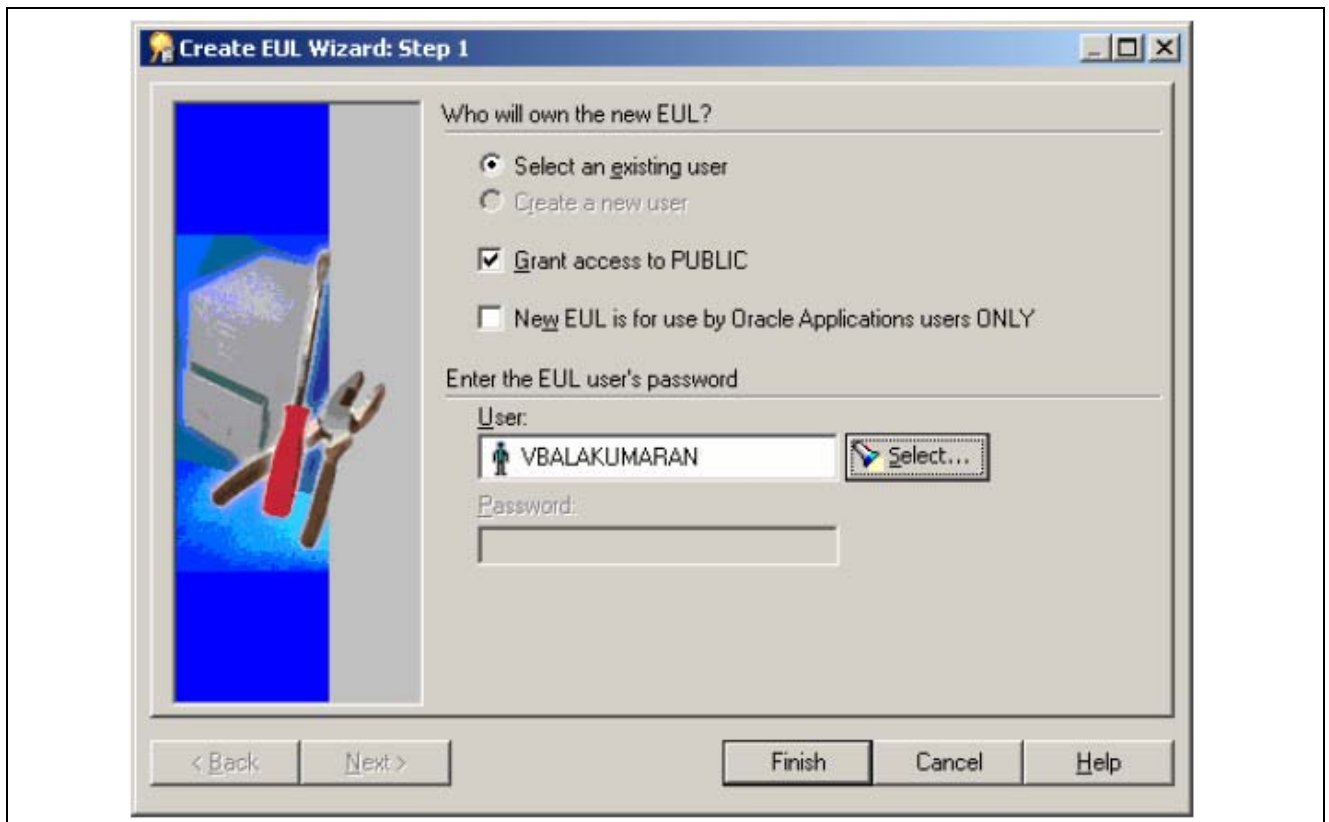 Create EUL Wizard: Step 1
Who will own the new EUL?
Select an existing user
Create a new user
Grant access to PUBLIC
New EUL is for use by Oracle Applications users ONLY
Enter the EUL user's password
User:
VBALAKUMARAN
Select...
Password:
< Back
Next >
Finish
Cancel
Help